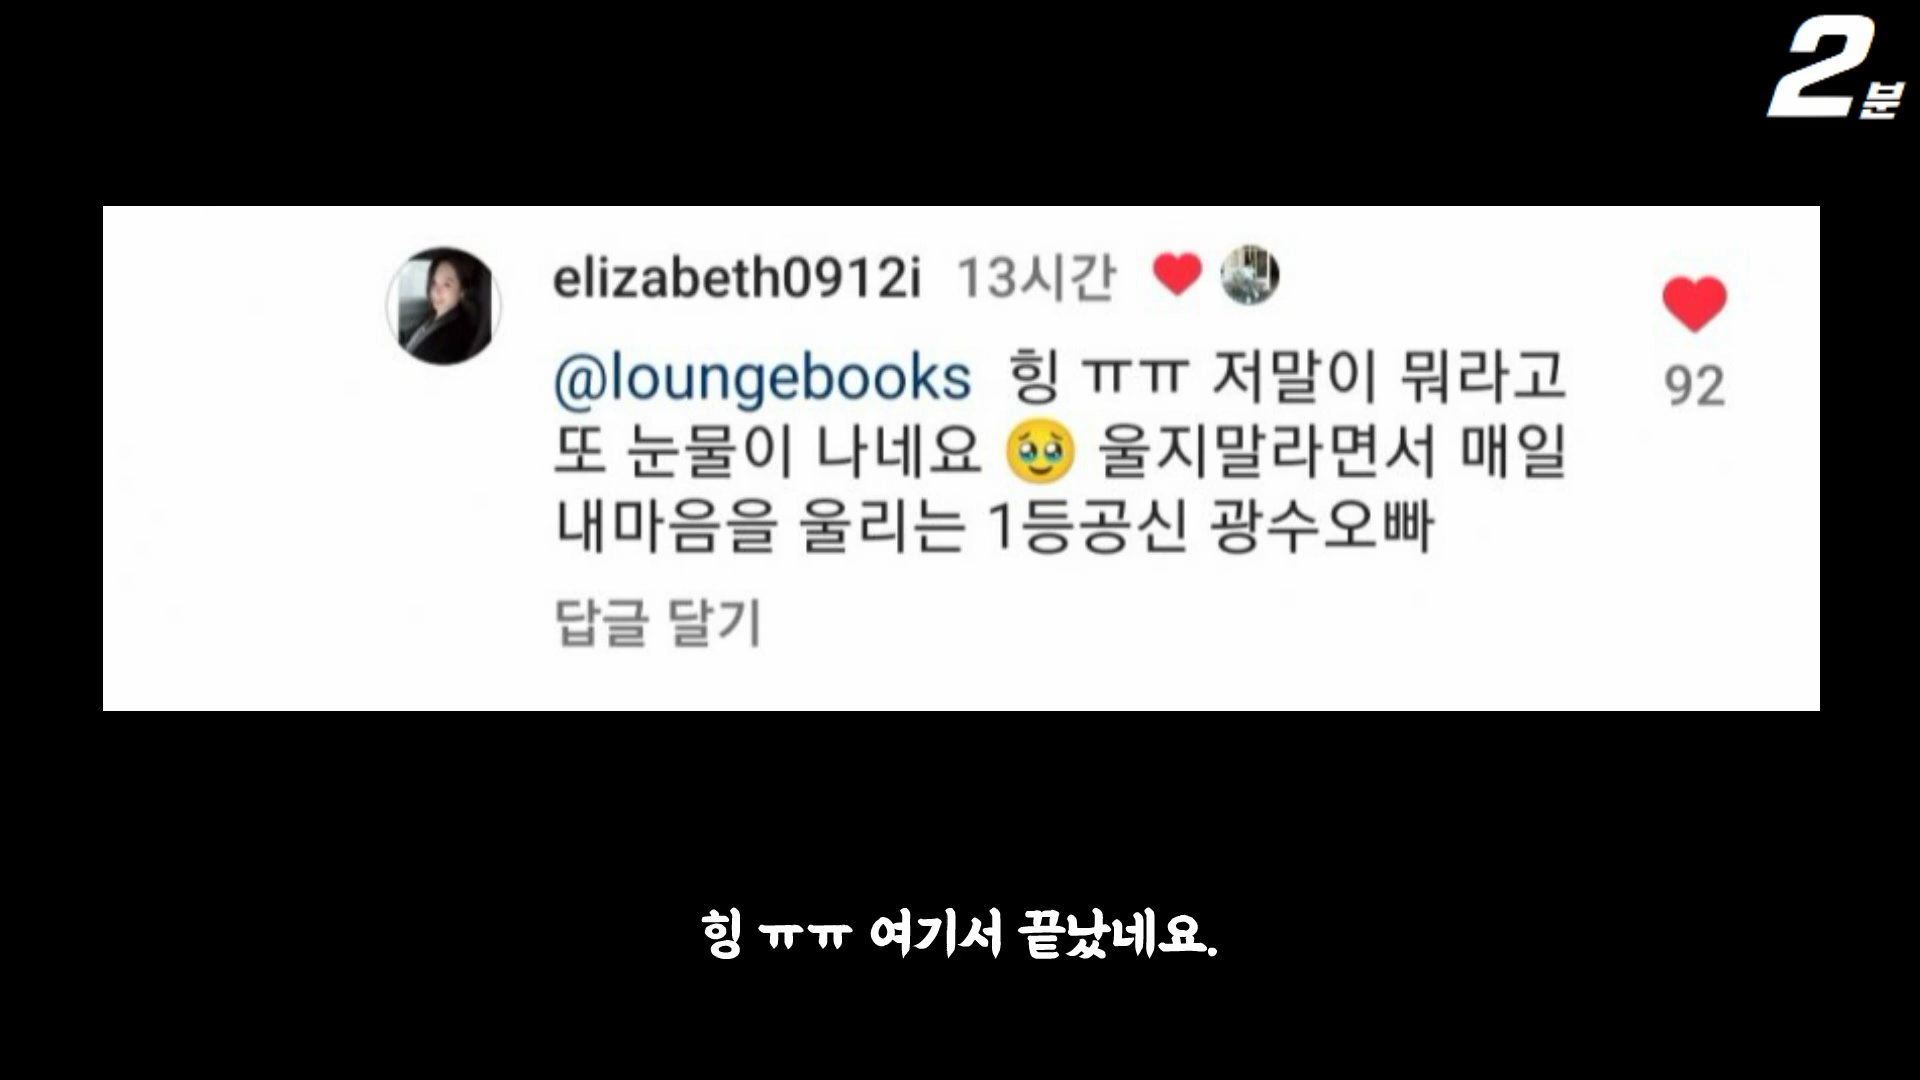 2분
elizabeth0912i 13시간
@loungebooks 힝 ㅠㅠ 저말이 뭐라고
92
또 눈물이 나네요 🥹 울지말라면서 매일
내마음을 울리는 1등공신 광수오빠
답글 달기
힝 ㅠㅠ 여기서 끝났네요.